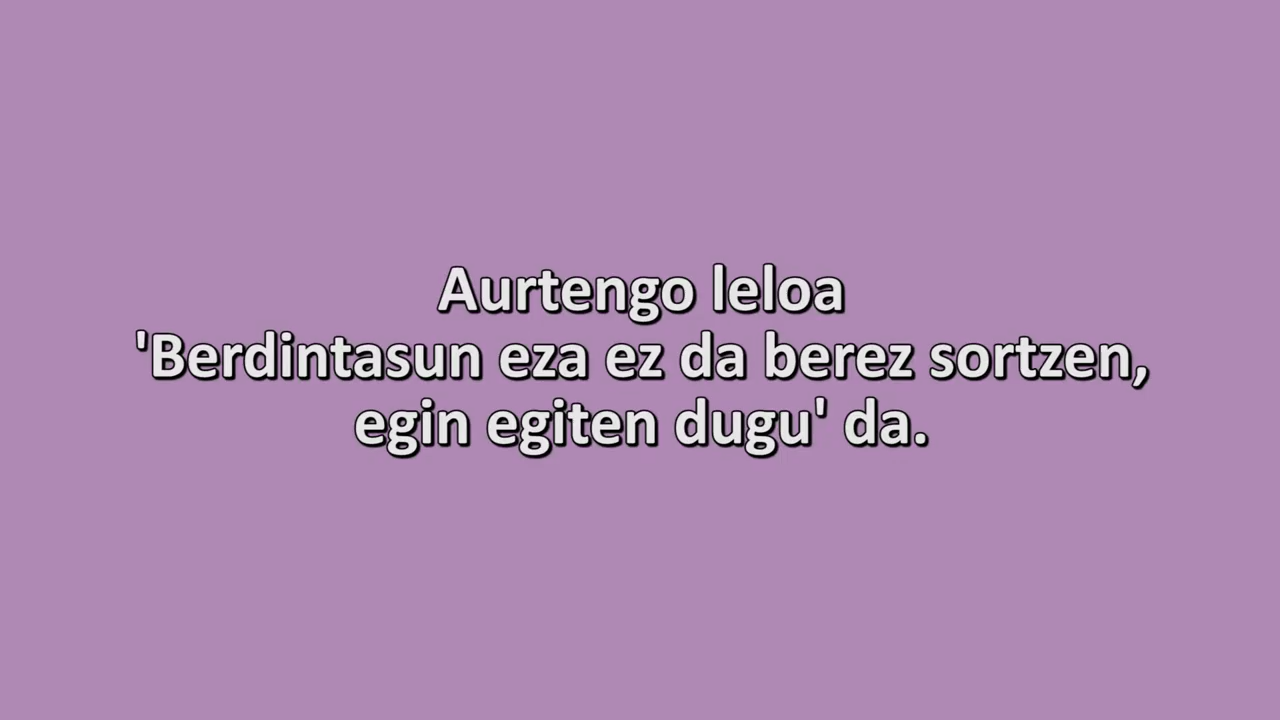 Aurtengo leloa
'Berdintasun eza ez da berez sortzen,
egin egiten dugu' da.